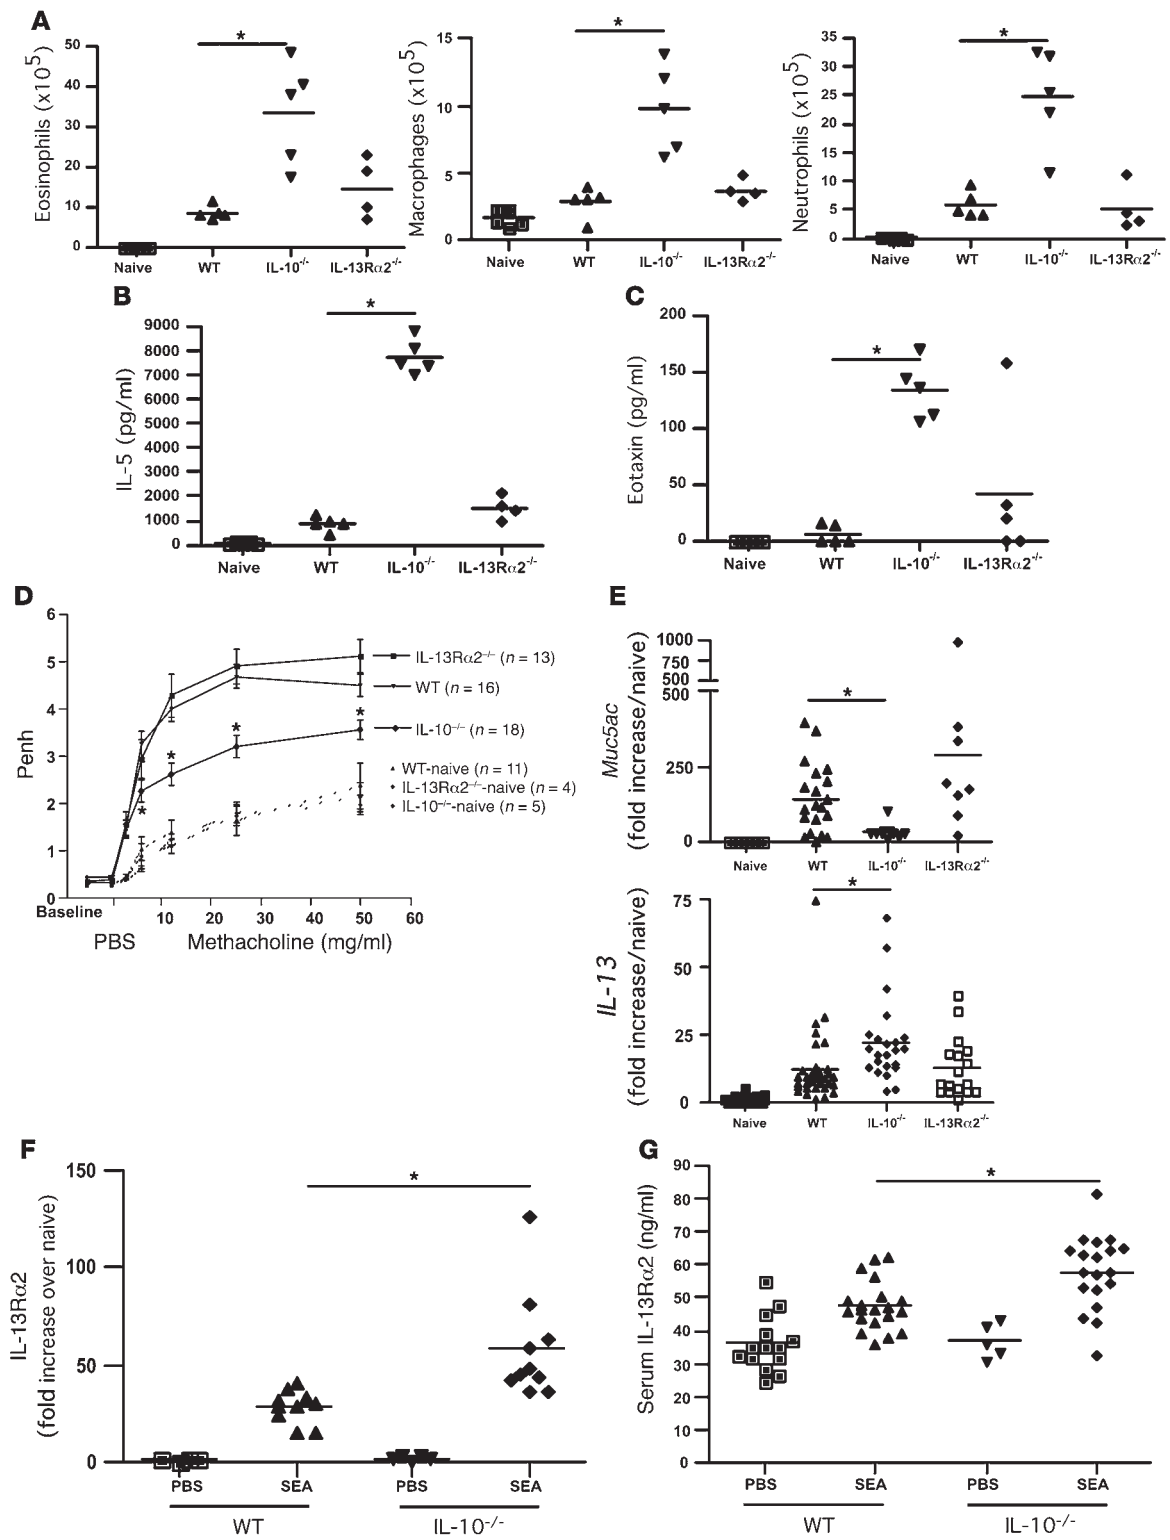 A
Eosinophils (x10⁵)
50
40
30
20
10
0
*
Naive WT IL-10⁻/⁻ IL-13Rα2⁻/⁻
Macrophages (x10⁵)
15
10
5
0
*
Naive WT IL-10⁻/⁻ IL-13Rα2⁻/⁻
Neutrophils (x10⁵)
35
30
25
20
15
10
5
0
*
Naive WT IL-10⁻/⁻ IL-13Rα2⁻/⁻
B
IL-5 (pg/ml)
9000
8000
7000
6000
5000
4000
3000
2000
1000
0
*
Naive WT IL-10⁻/⁻ IL-13Rα2⁻/⁻
C
Eotaxin (pg/ml)
200
150
100
50
0
*
Naive WT IL-10⁻/⁻ IL-13Rα2⁻/⁻
D
Penh
6
5
4
3
2
1
0
IL-13Rα2⁻/⁻ (n = 13)
WT (n = 16)
IL-10⁻/⁻ (n = 18)
WT-naive (n = 11)
IL-13Rα2⁻/⁻-naive (n = 4)
IL-10⁻/⁻-naive (n = 5)
* * * *
Baseline 10 20 30 40 50 60
PBS Methacholine (mg/ml)
E
Muc5ac
(fold increase/naive)
1000
750
500
500
250
0
*
Naive WT IL-10⁻/⁻ IL-13Rα2⁻/⁻
IL-13
(fold increase/naive)
75
50
25
0
*
Naive WT IL-10⁻/⁻ IL-13Rα2⁻/⁻
F
IL-13Rα2
(fold increase over naive)
150
100
50
0
*
PBS SEA PBS SEA
WT IL-10⁻/⁻
G
Serum IL-13Rα2 (ng/ml)
90
80
70
60
50
40
30
20
10
0
*
PBS SEA PBS SEA
WT IL-10⁻/⁻